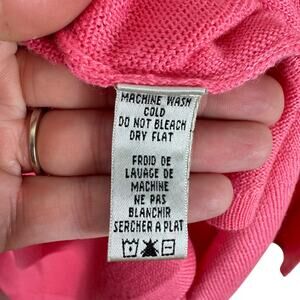 MACHINE WASH
COLD
DO NOT BLEACH
DRY FLAT
FROID DE
LAVAGE DE
MACHINE
NE PAS
BLANCHIR
SERCHER A PLAT